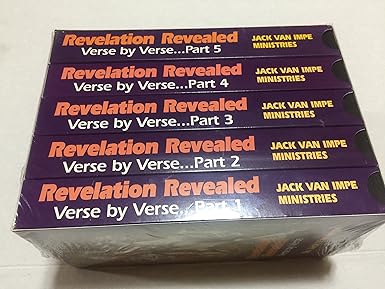 Revelation Revealed
Verse by Verse...Part 5
JACK VAN IMPE
MINISTRIES
Revelation Revealed
Verse by Verse...Part 4
JACK VAN IMPE
MINISTRIES
Revelation Revealed
Verse by Verse...Part 3
JACK VAN IMPE
MINISTRIES
Revelation Revealed
Verse by Verse...Part 2
JACK VAN IMPE
MINISTRIES
Revelation Revealed
Verse by Verse...Part 1
JACK VAN IMPE
MINISTRIES